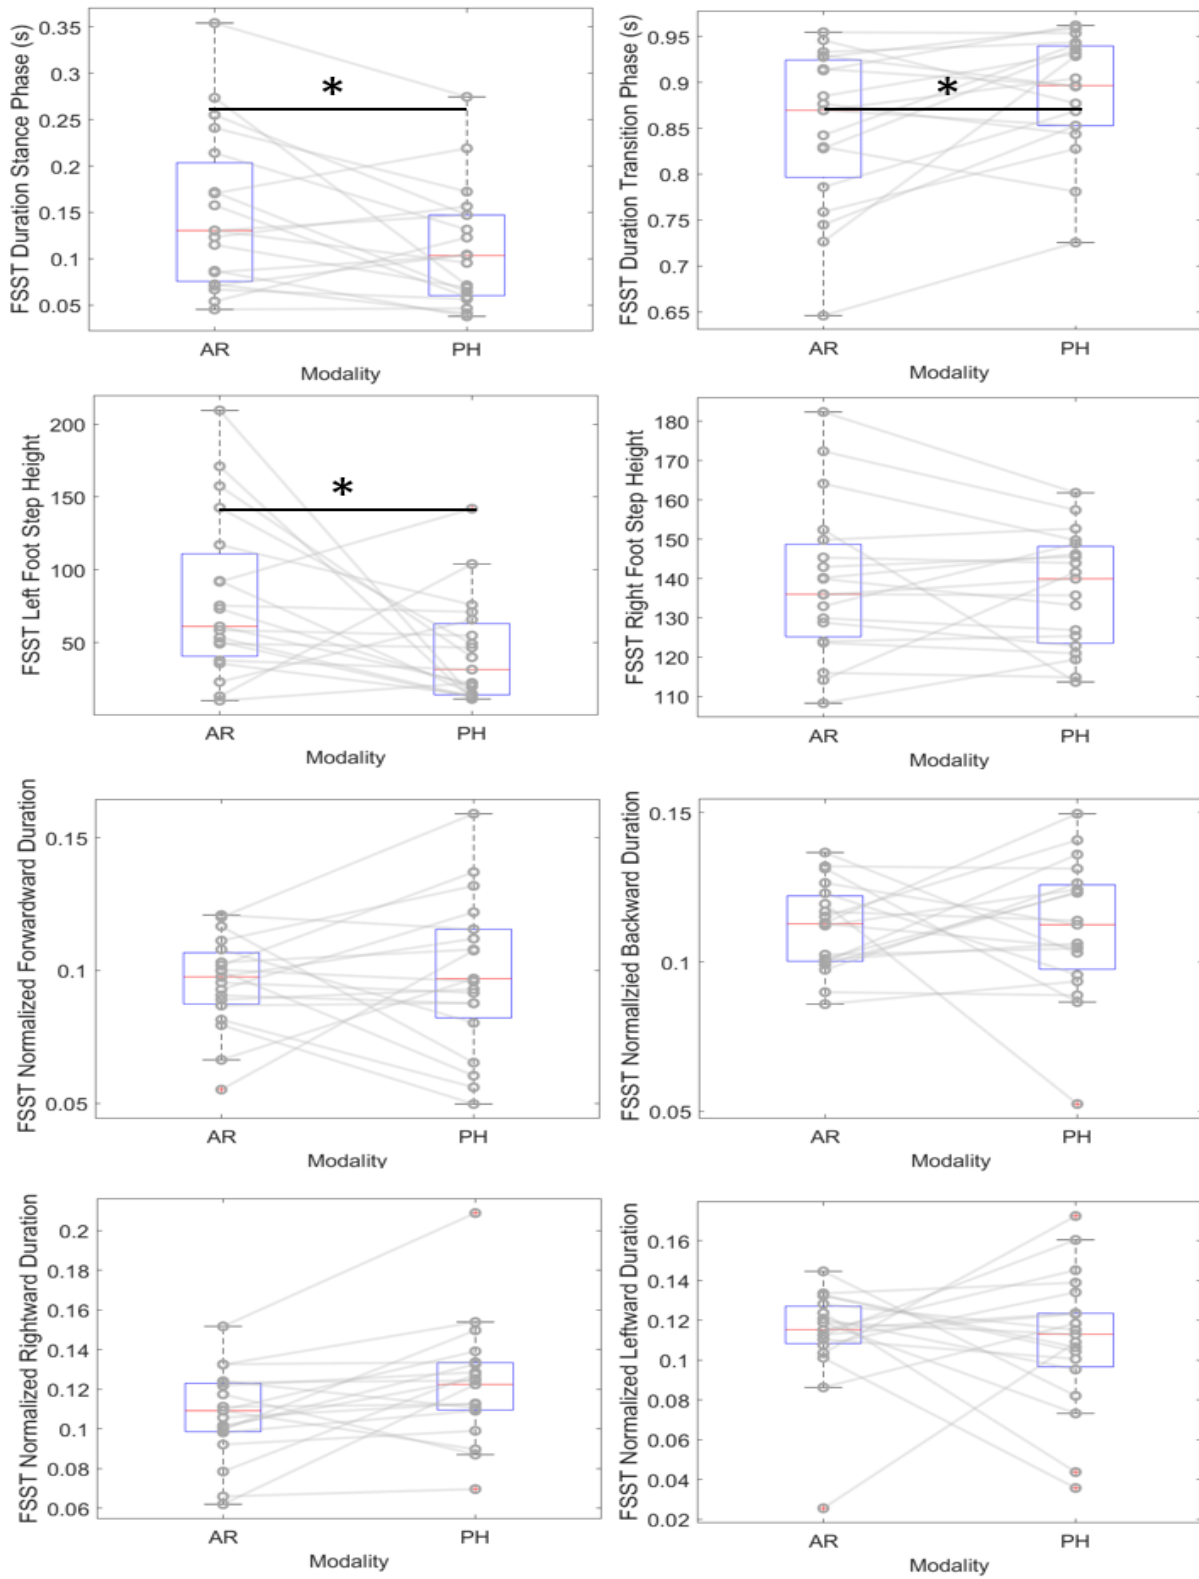 FSST Duration Stance Phase (s)
0.35
0.3
0.25
0.2
0.15
0.1
0.05
*
AR
PH
Modality
FSST Duration Transition Phase (s)
0.95
0.9
0.85
0.8
0.75
0.7
0.65
*
AR
PH
Modality
FSST Left Foot Step Height
200
150
100
50
*
AR
PH
Modality
FSST Right Foot Step Height
180
170
160
150
140
130
120
110
AR
PH
Modality
FSST Normalized Forwardward Duration
0.15
0.1
0.05
AR
PH
Modality
FSST Normallzied Backward Duration
0.15
0.1
0.05
AR
PH
Modality
FSST Normalized Rightward Duration
0.2
0.18
0.16
0.14
0.12
0.1
0.08
0.06
AR
PH
Modality
FSST Normalized Leftward Duration
0.16
0.14
0.12
0.1
0.08
0.06
0.04
0.02
AR
PH
Modality